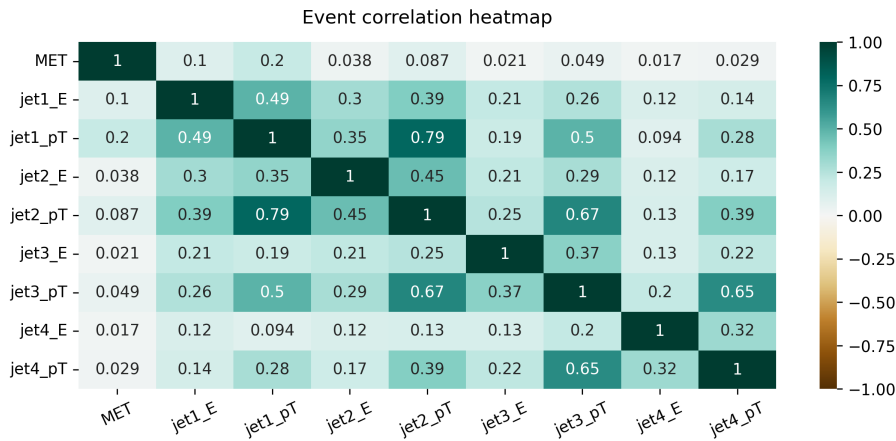 Event correlation heatmap
MET 1 0.1 0.2 0.038 0.087 0.021 0.049 0.017 0.029
jet1_E 0.1 1 0.49 0.3 0.39 0.21 0.26 0.12 0.14
jet1_pT 0.2 0.49 1 0.35 0.79 0.19 0.5 0.094 0.28
jet2_E 0.038 0.3 0.35 1 0.45 0.21 0.29 0.12 0.17
jet2_pT 0.087 0.39 0.79 0.45 1 0.25 0.67 0.13 0.39
jet3_E 0.021 0.21 0.19 0.21 0.25 1 0.37 0.13 0.22
jet3_pT 0.049 0.26 0.5 0.29 0.67 0.37 1 0.2 0.65
jet4_E 0.017 0.12 0.094 0.12 0.13 0.13 0.2 1 0.32
jet4_pT 0.029 0.14 0.28 0.17 0.39 0.22 0.65 0.32 1
MET jet1_E jet1_pT jet2_E jet2_pT jet3_E jet3_pT jet4_E jet4_pT
1.00
0.75
0.50
0.25
0.00
−0.25
−0.50
−0.75
−1.00